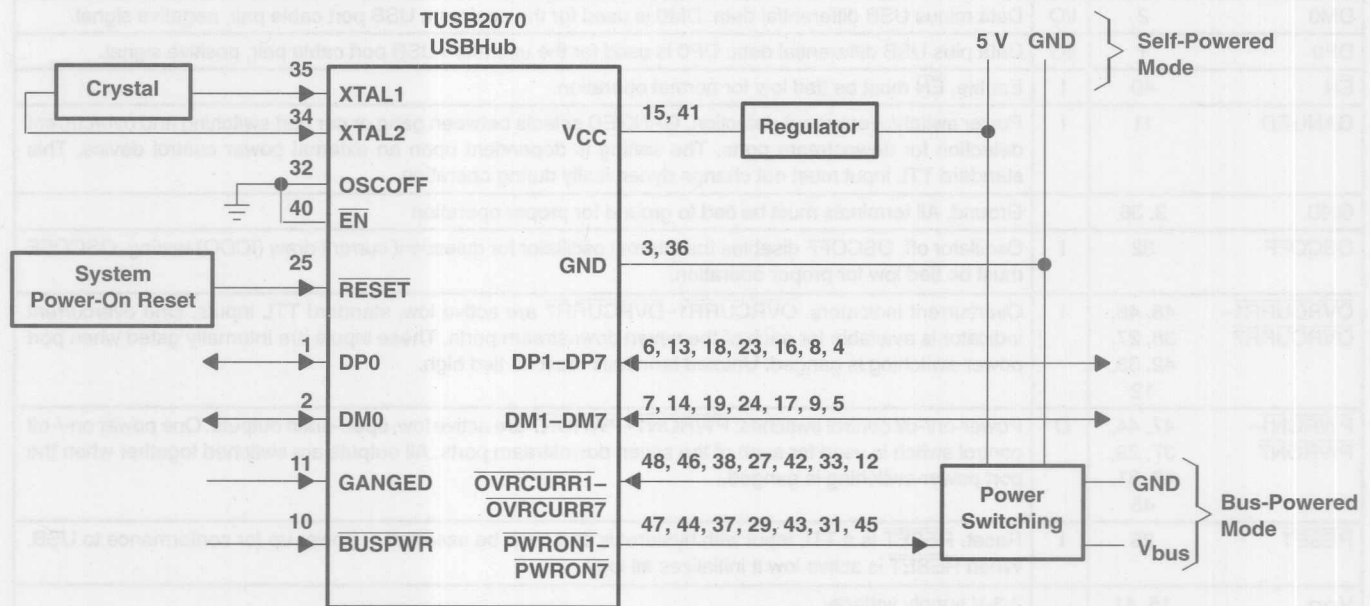 TUSB2070
USBHub
5 V GND
Self-Powered
Mode
Crystal
35
XTAL1
34
XTAL2
32
OSCOFF
40
EN
25
RESET
System
Power-On Reset
1
DP0
2
DM0
11
GANGED
10
BUSPWR
15, 41
VCC
Regulator
3, 36
GND
6, 13, 18, 23, 16, 8, 4
DP1–DP7
7, 14, 19, 24, 17, 9, 5
DM1–DM7
48, 46, 38, 27, 42, 33, 12
OVRCURR1–
OVRCURR7
47, 44, 37, 29, 43, 31, 45
PWRON1–
PWRON7
Power
Switching
GND
Vbus
Bus-Powered
Mode